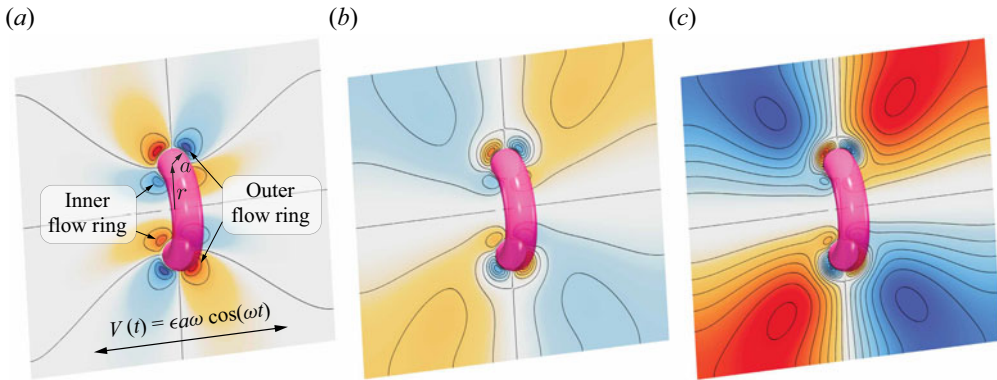 (a)
(b)
(c)
a
r
Inner
flow ring
Outer
flow ring
V (t) = ϵaω cos(ωt)